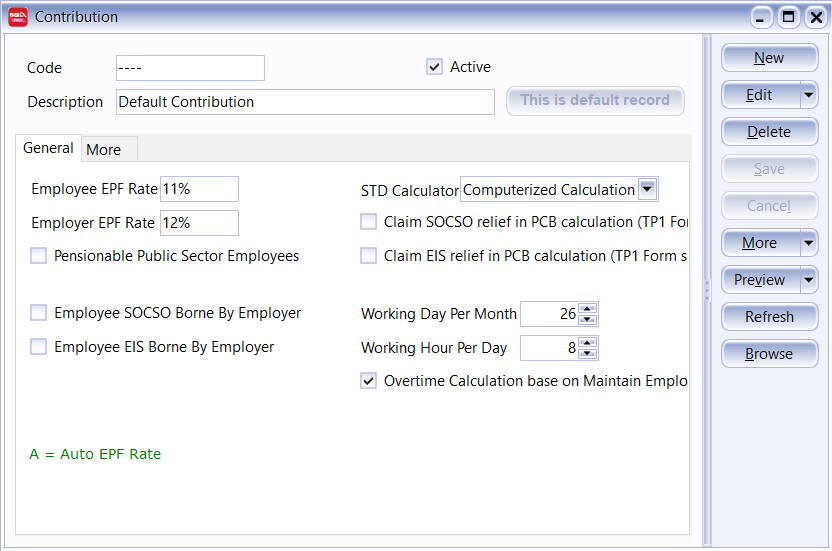 Contribution
Code ---- Active
Description Default Contribution This is default record
General More
Employee EPF Rate 11% STD Calculator Computerized Calculation
Employer EPF Rate 12% Claim SOCSO relief in PCB calculation (TP1 For
Pensionable Public Sector Employees Claim EIS relief in PCB calculation (TP1 Form s
Employee SOCSO Borne By Employer Working Day Per Month 26
Employee EIS Borne By Employer Working Hour Per Day 8
Overtime Calculation base on Maintain Emplo
A = Auto EPF Rate
New
Edit
Delete
Save
Cancel
More
Preview
Refresh
Browse